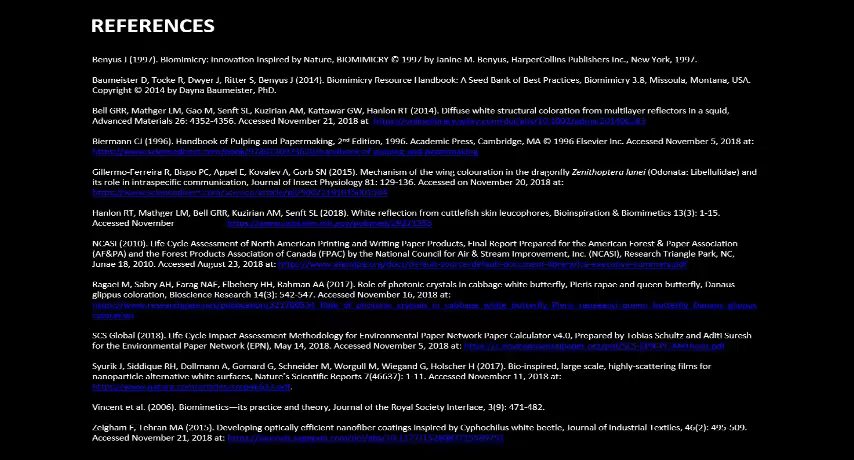 REFERENCES
Benyus J (1997). Biomimicry: Innovation Inspired by Nature, BIOMIMICRY © 1997 by Janine M. Benyus, HarperCollins Publishers Inc., New York, 1997.
Baumeister D, Tocke R, Dwyer J, Ritter S, Benyus J (2014). Biomimicry Resource Handbook: A Seed Bank of Best Practices, Biomimicry 3.8, Missoula, Montana, USA.
Copyright © 2014 by Dayna Baumeister, PhD.
Bell GRR, Mathger LM, Gao M, Senft SL, Kuzirian AM, Kattawar GW, Hanlon RT (2014). Diffuse white structural coloration from multilayer reflectors in a squid,
Advanced Materials 26: 4352-4356. Accessed November 21, 2018 at
Biermann CJ (1996). Handbook of Pulping and Papermaking, 2nd Edition, 1996. Academic Press, Cambridge, MA © 1996 Elsevier Inc. Accessed November 5, 2018 at:
Gillermo-Ferreira R, Bispo PC, Appel E, Kovalev A, Gorb SN (2015). Mechanism of the wing colouration in the dragonfly Zenithoptera lanei (Odonata: Libellulidae) and
its role in intraspecific communication, Journal of Insect Physiology 81: 129-136. Accessed on November 20, 2018 at:
Hanlon RT, Mathger LM, Bell GRR, Kuzirian AM, Senft SL (2018). White reflection from cuttlefish skin leucophores, Bioinspiration & Biomimetics 13(3): 1-15.
Accessed November
NCASI (2010). Life Cycle Assessment of North American Printing and Writing Paper Products, Final Report Prepared for the American Forest & Paper Association
(AF&PA) and the Forest Products Association of Canada (FPAC) by the National Council for Air & Stream Improvement, Inc. (NCASI), Research Triangle Park, NC,
Junae 18, 2010. Accessed August 23, 2018 at:
Ragaei M, Sabry AH, Farag NAE, Elbehery HH, Rahman AA (2017). Role of photonic crystals in cabbage white butterfly, Pieris rapae and queen butterfly, Danaus
glippus coloration, Bioscience Research 14(3): 542-547. Accessed November 16, 2018 at:
SCS Global (2018). Life Cycle Impact Assessment Methodology for Environmental Paper Network Paper Calculator v4.0, Prepared by Tobias Schultz and Aditi Suresh
for the Environmental Paper Network (EPN), May 14, 2018. Accessed November 5, 2018 at:
Syurik J, Siddique RH, Dollmann A, Gomard G, Schneider M, Worgull M, Wiegand G, Holscher H (2017). Bio-inspired, large scale, highly-scattering films for
nanoparticle alternative white surfaces, Nature's Scientific Reports 7(46637): 1-11. Accessed November 11, 2018 at:
Vincent et al. (2006). Biomimetics—its practice and theory, Journal of the Royal Society Interface, 3(9): 471-482.
Zeigham F, Tehran MA (2015). Developing optically efficient nanofiber coatings inspired by Cyphochilus white beetle, Journal of Industrial Textiles, 46(2): 495-509.
Accessed November 21, 2018 at: